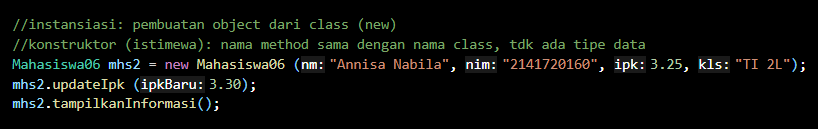 //instansiasi: pembuatan object dari class (new)
//konstruktor (istimewa): nama method sama dengan nama class, tdk ada tipe data
Mahasiswa06 mhs2 = new Mahasiswa06 (nm:"Annisa Nabila", nim:"2141720160", ipk:3.25, kls:"TI 2L");
mhs2.updateIpk (ipkBaru:3.30);
mhs2.tampilkanInformasi();